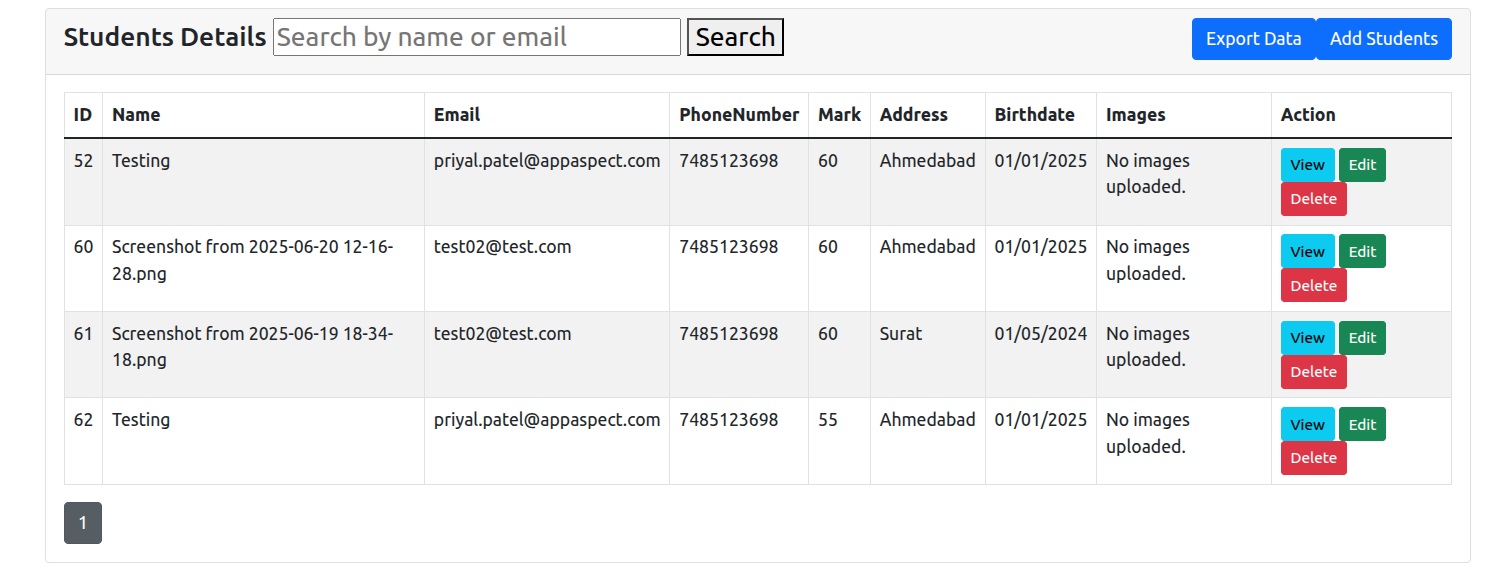 Students Details Search by name or email Search Export Data Add Students
ID Name Email PhoneNumber Mark Address Birthdate Images Action
52 Testing priyal.patel@appaspect.com 7485123698 60 Ahmedabad 01/01/2025 No images View Edit
uploaded. Delete
60 Screenshot from 2025-06-20 12-16- test02@test.com 7485123698 60 Ahmedabad 01/01/2025 No images View Edit
28.png uploaded. Delete
61 Screenshot from 2025-06-19 18-34- test02@test.com 7485123698 60 Surat 01/05/2024 No images View Edit
18.png uploaded. Delete
62 Testing priyal.patel@appaspect.com 7485123698 55 Ahmedabad 01/01/2025 No images View Edit
uploaded. Delete
1